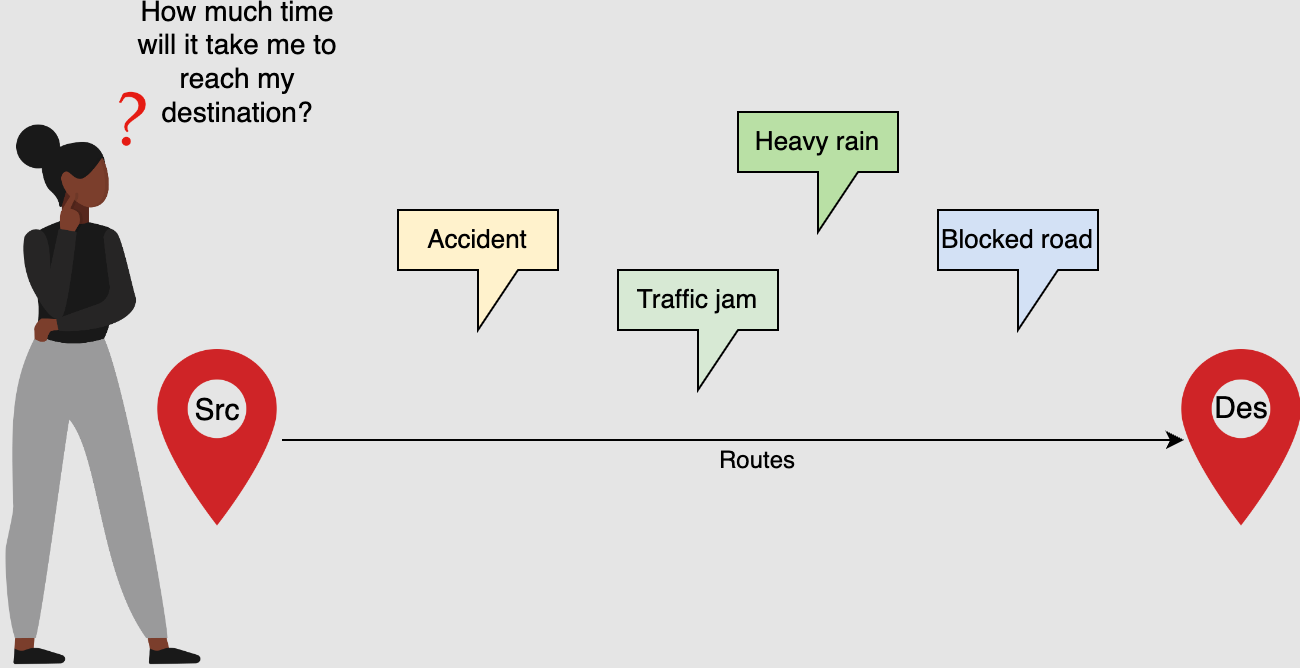 How much time
will it take me to
reach my
destination?
?
Heavy rain
Accident
Blocked road
Traffic jam
Src
Des
Routes